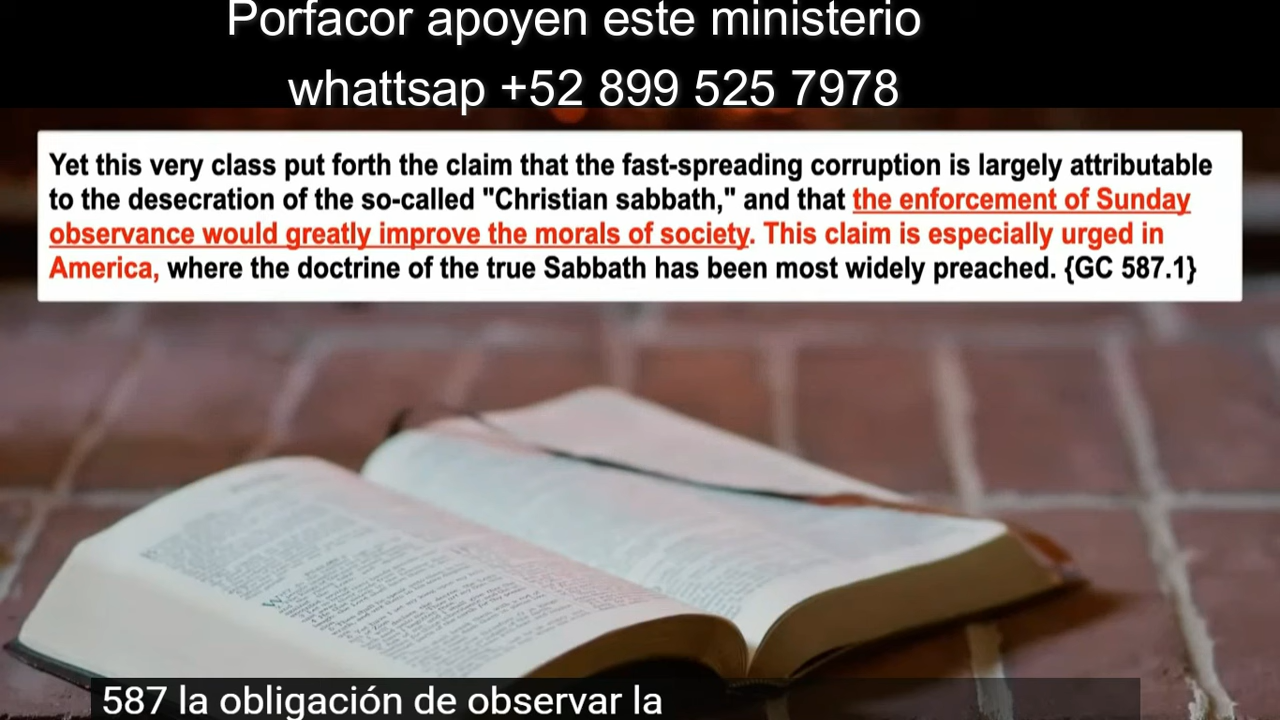 Porfacor apoyen este ministerio
whattsap +52 899 525 7978
Yet this very class put forth the claim that the fast-spreading corruption is largely attributable
to the desecration of the so-called "Christian sabbath," and that the enforcement of Sunday
observance would greatly improve the morals of society. This claim is especially urged in
America, where the doctrine of the true Sabbath has been most widely preached. {GC 587.1}
587 la obligación de observar la